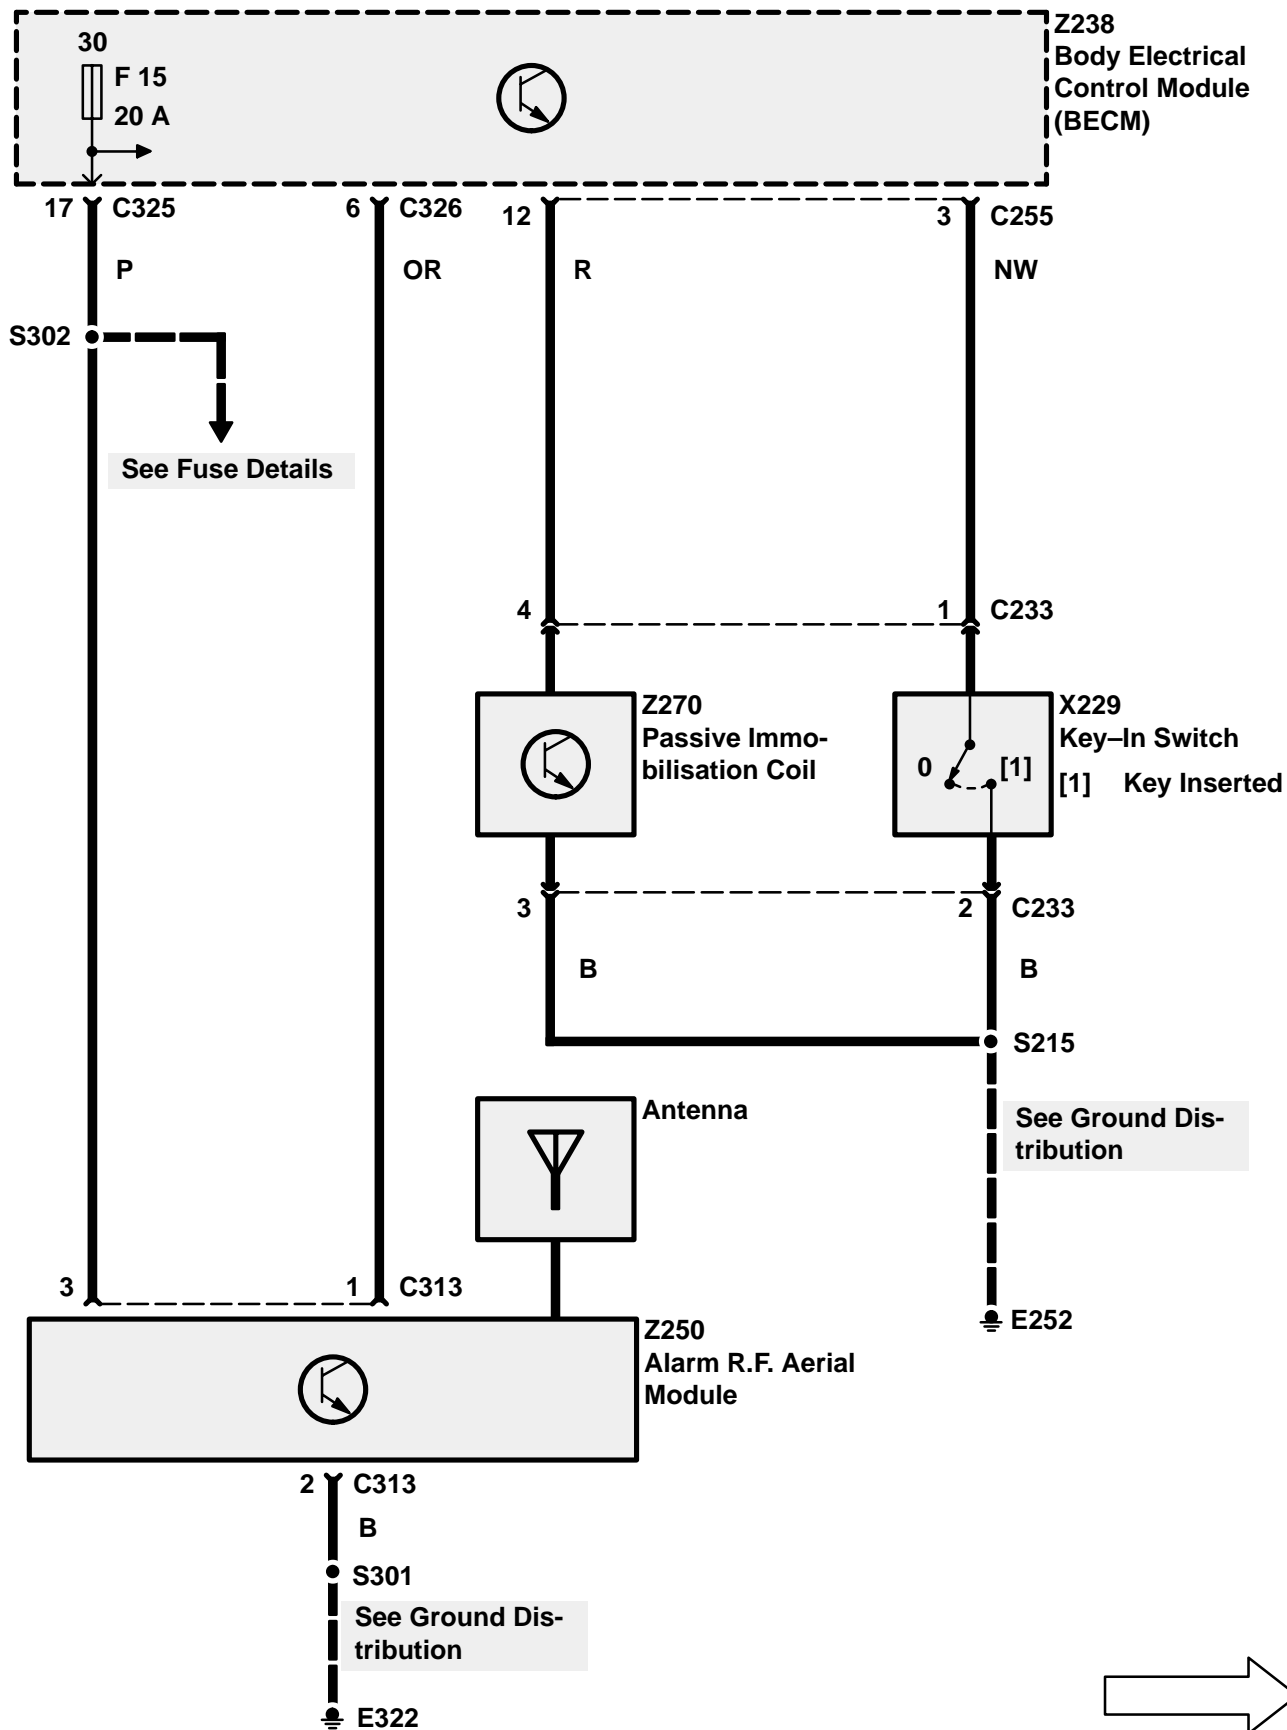 Z238
Body Electrical
Control Module
(BECM)
30
F 15
20 A
17 C325
6 C326
12
3 C255
P
OR
R
NW
S302
See Fuse Details
4
1 C233
Z270
Passive Immo-
bilisation Coil
X229
Key–In Switch
[1] Key Inserted
0 [1]
3
2 C233
B
B
S215
Antenna
See Ground Dis-
tribution
3
1 C313
E252
Z250
Alarm R.F. Aerial
Module
2 C313
B
S301
See Ground Dis-
tribution
E322